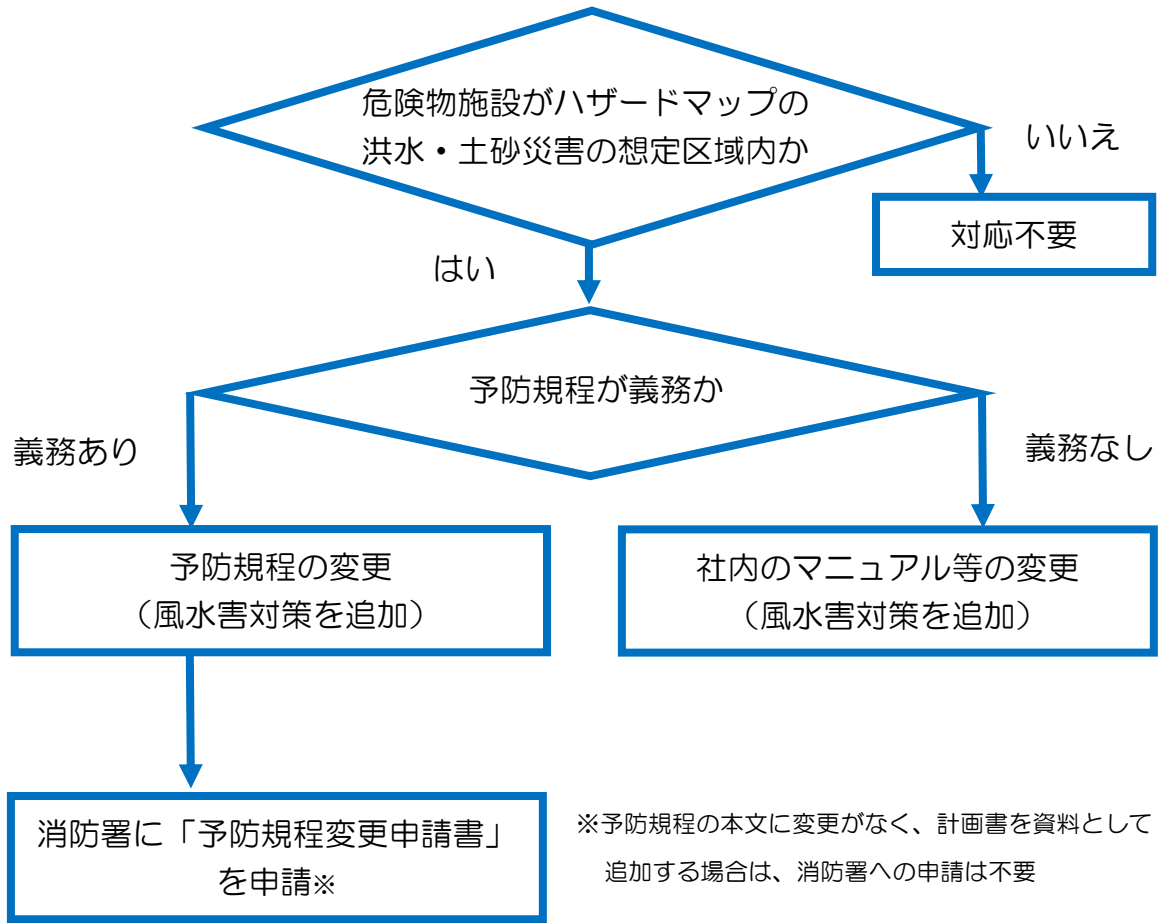 危険物施設がハザードマップの
洪水・土砂災害の想定区域内か
いいえ
対応不要
はい
予防規程が義務か
義務あり
義務なし
予防規程の変更
（風水害対策を追加）
社内のマニュアル等の変更
（風水害対策を追加）
消防署に「予防規程変更申請書」
を申請※
※予防規程の本文に変更がなく、計画書を資料として
追加する場合は、消防署への申請は不要